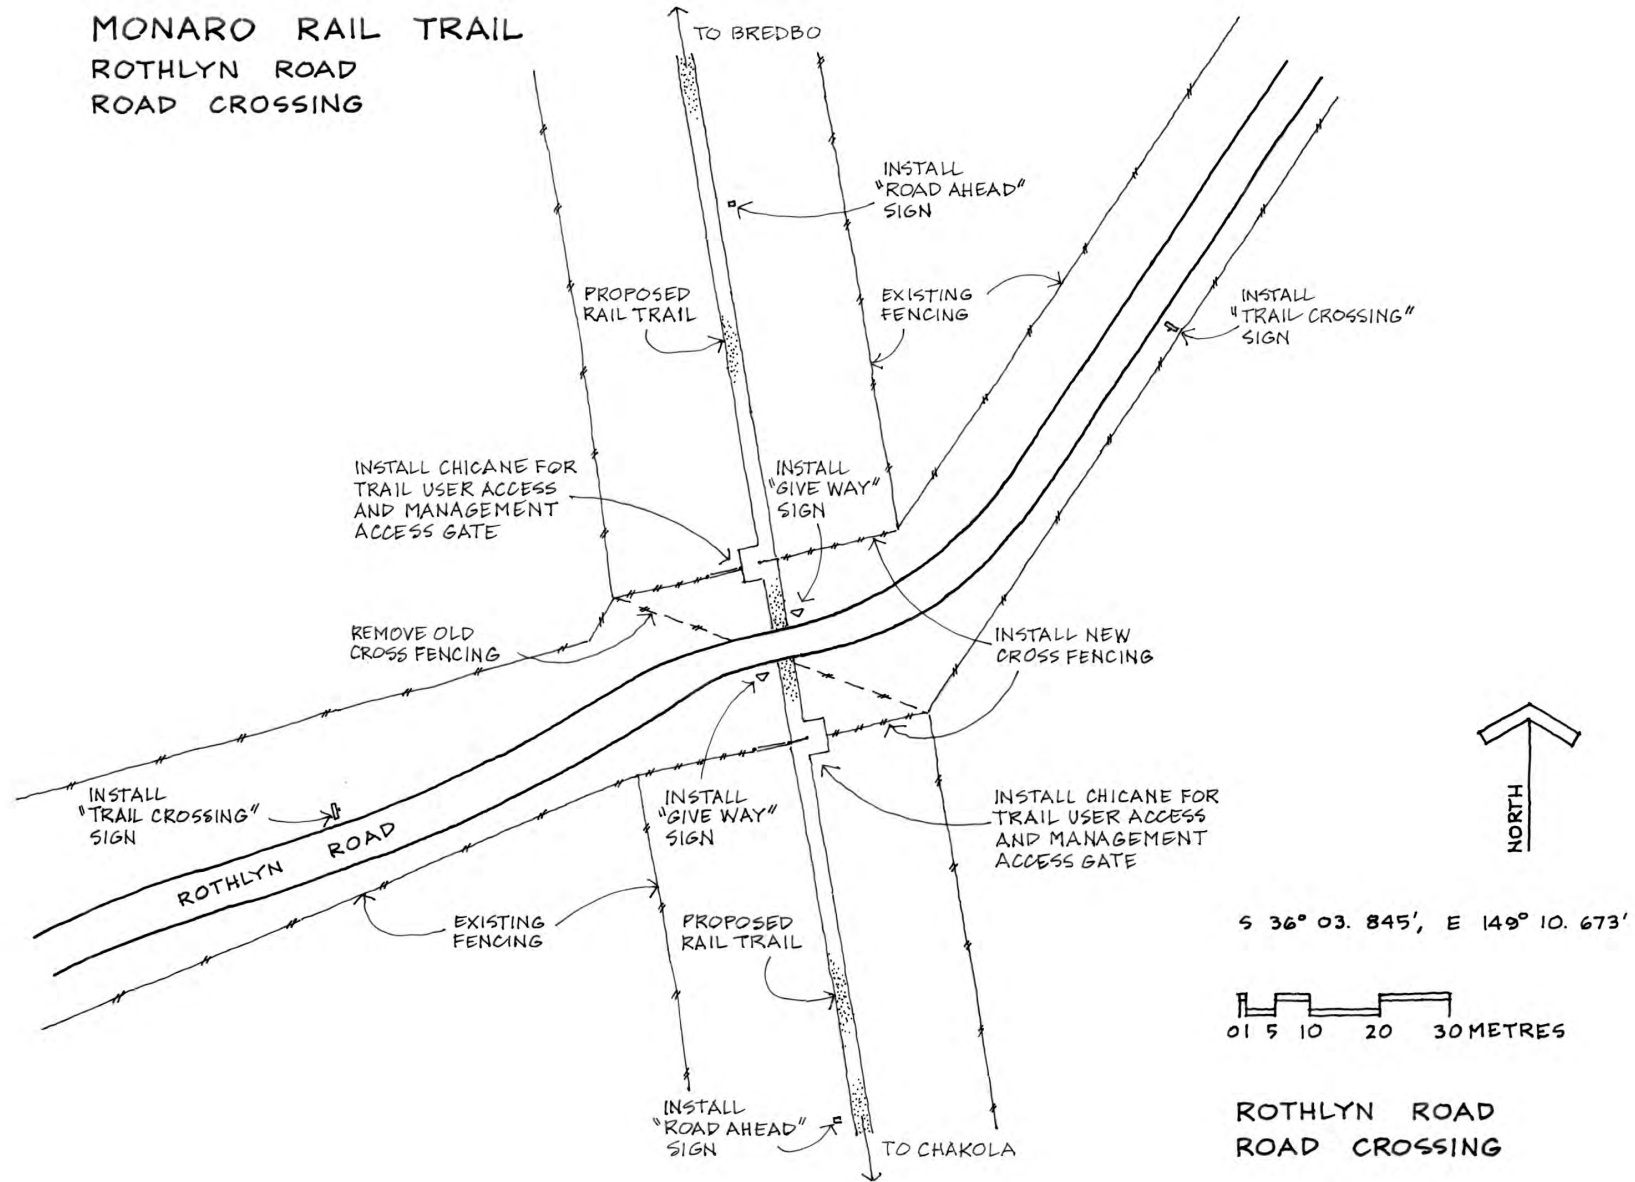 MONARO RAIL TRAIL
ROTHLYN ROAD
ROAD CROSSING
TO BREDBO
INSTALL
"ROAD AHEAD"
SIGN
PROPOSED
RAIL TRAIL
EXISTING
FENCING
INSTALL
"TRAIL CROSSING"
SIGN
INSTALL CHICANE FOR
TRAIL USER ACCESS
AND MANAGEMENT
ACCESS GATE
INSTALL
"GIVE WAY"
SIGN
REMOVE OLD
CROSS FENCING
INSTALL NEW
CROSS FENCING
INSTALL
"TRAIL CROSSING"
SIGN
ROTHLYN ROAD
INSTALL
"GIVE WAY"
SIGN
INSTALL CHICANE FOR
TRAIL USER ACCESS
AND MANAGEMENT
ACCESS GATE
NORTH
EXISTING
FENCING
PROPOSED
RAIL TRAIL
S 36° 03. 845', E 149° 10. 673'
0 1 5 10 20 30 METRES
INSTALL
"ROAD AHEAD"
SIGN
TO CHAKOLA
ROTHLYN ROAD
ROAD CROSSING